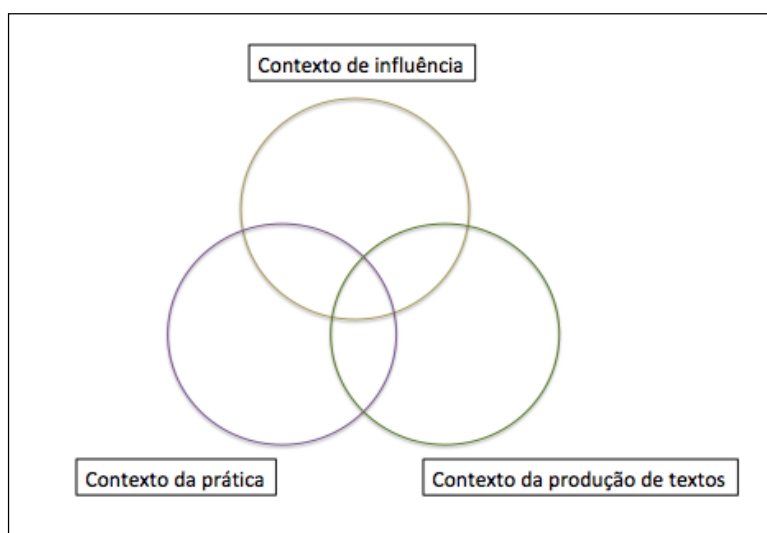 Contexto de influência
Contexto da prática
Contexto da produção de textos